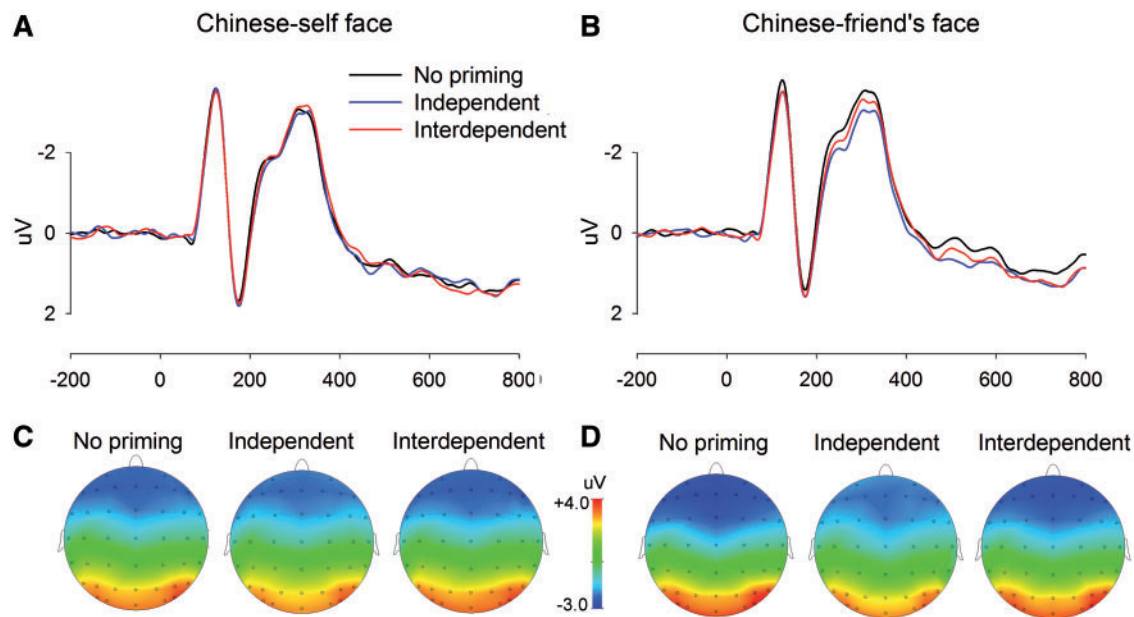 A
Chinese-self face
B
Chinese-friend's face
No priming
Independent
Interdependent
-2
0
2
uV
-200 0 200 400 600 800
-2
0
2
uV
-200 0 200 400 600 800
C
No priming Independent Interdependent
uV
+4.0
-3.0
D
No priming Independent Interdependent